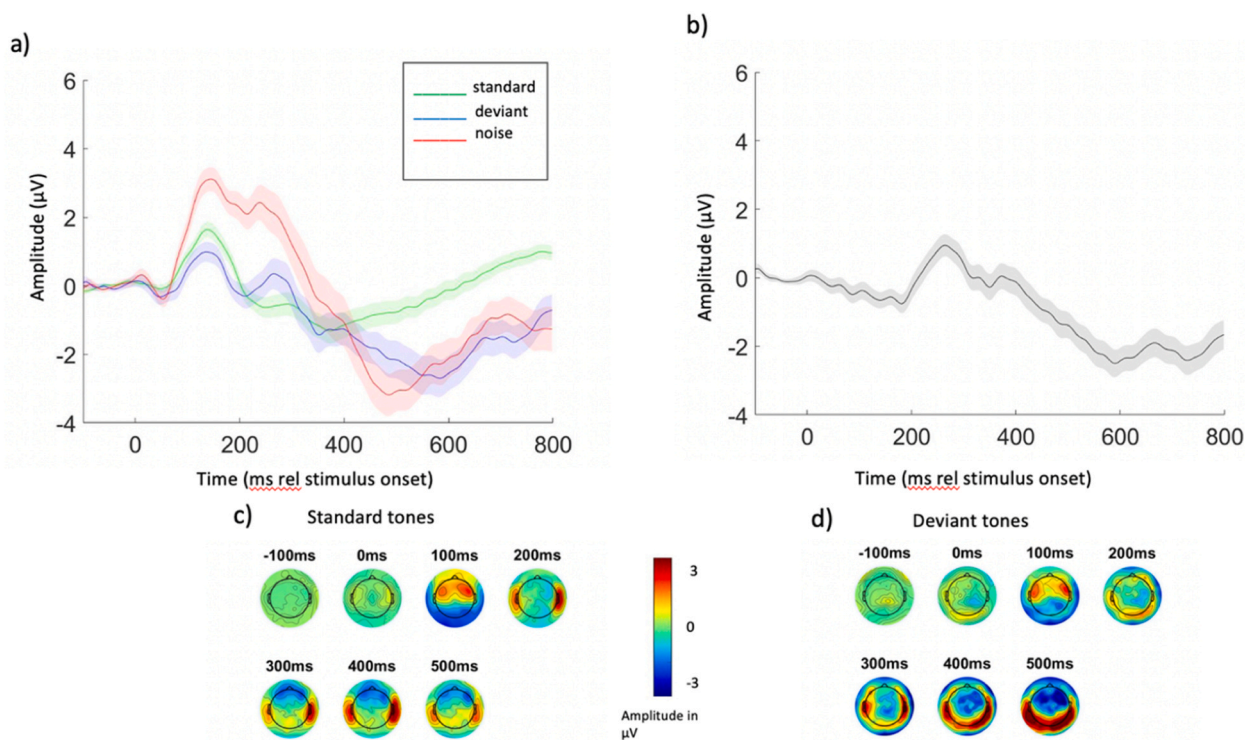 a)
6
4
2
0
-2
-4
Amplitude (µV)
standard
deviant
noise
0
200
400
600
800
Time (ms rel stimulus onset)
b)
6
4
2
0
-2
-4
Amplitude (µV)
0
200
400
600
800
Time (ms rel stimulus onset)
c)
Standard tones
-100ms 0ms 100ms 200ms
300ms 400ms 500ms
3
0
-3
Amplitude in
µV
d)
Deviant tones
-100ms 0ms 100ms 200ms
300ms 400ms 500ms